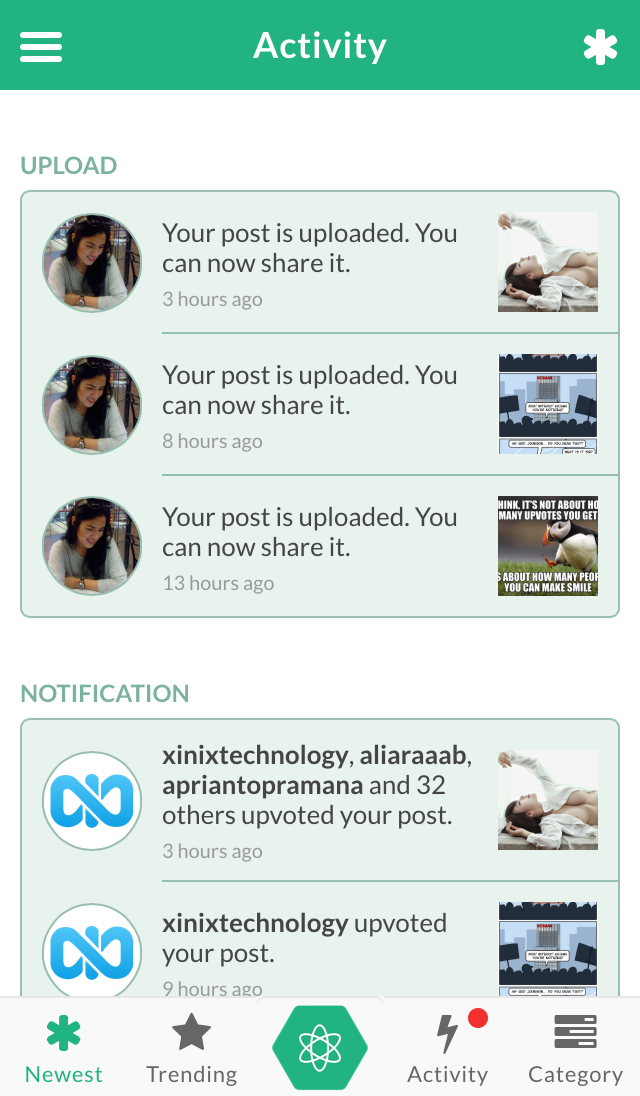 Activity
UPLOAD
Your post is uploaded. You
can now share it.
3 hours ago
Your post is uploaded. You
can now share it.
8 hours ago
Your post is uploaded. You
can now share it.
13 hours ago
HINK, IT'S NOT ABOUT HO
MANY UPVOTES YOU GET
S ABOUT HOW MANY PEOP
YOU CAN MAKE SMILE
NOTIFICATION
xinixtechnology, aliaraaab,
apriantopramana and 32
others upvoted your post.
3 hours ago
xinixtechnology upvoted
your post.
9 hours ago
Newest
Trending
Activity
Category